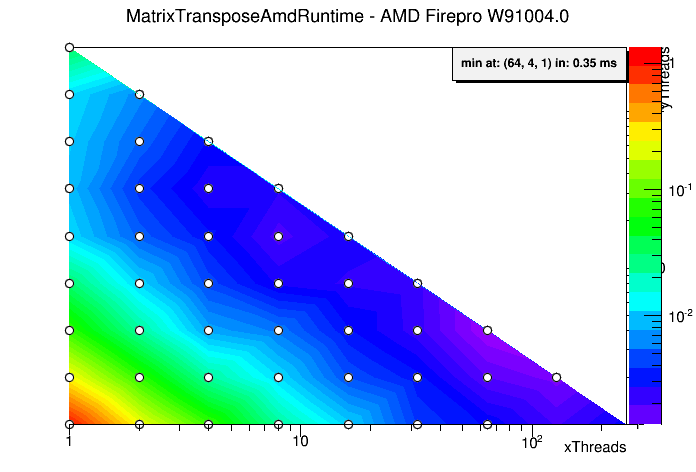 MatrixTransposeAmdRuntime - AMD Firepro W91004.0
min at: (64, 4, 1) in: 0.35 ms
1
yThreads
10-1
10-2
1
10
102
xThreads